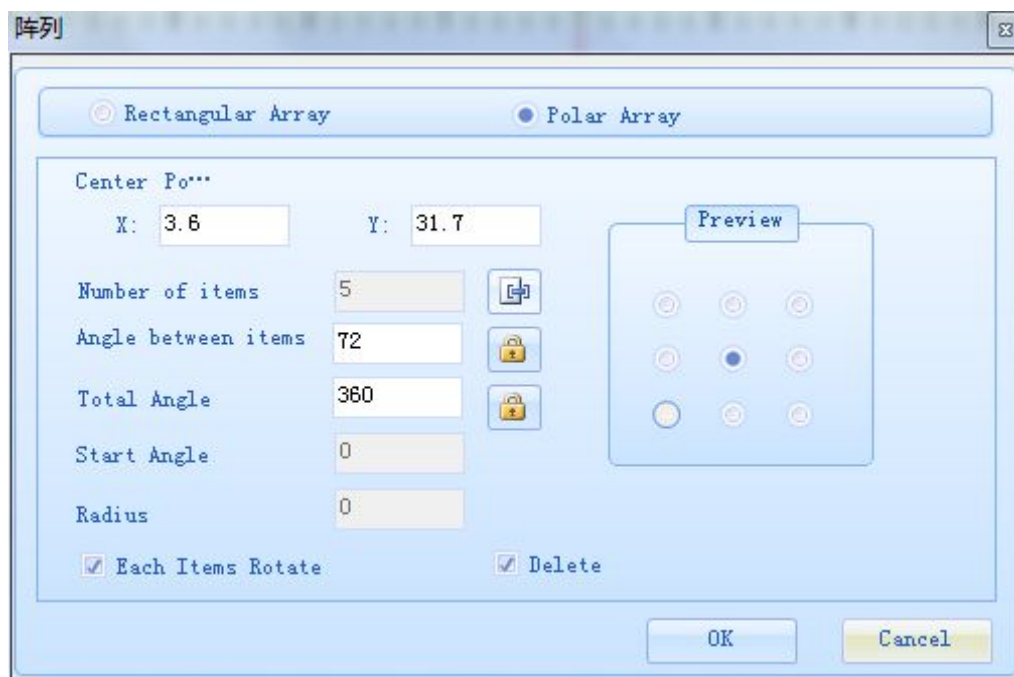 阵列
Rectangular Array
Polar Array
Center Po…
X: 3.6
Y: 31.7
Preview
Number of items 5
Angle between items 72
Total Angle 360
Start Angle 0
Radius 0
Each Items Rotate
Delete
OK
Cancel